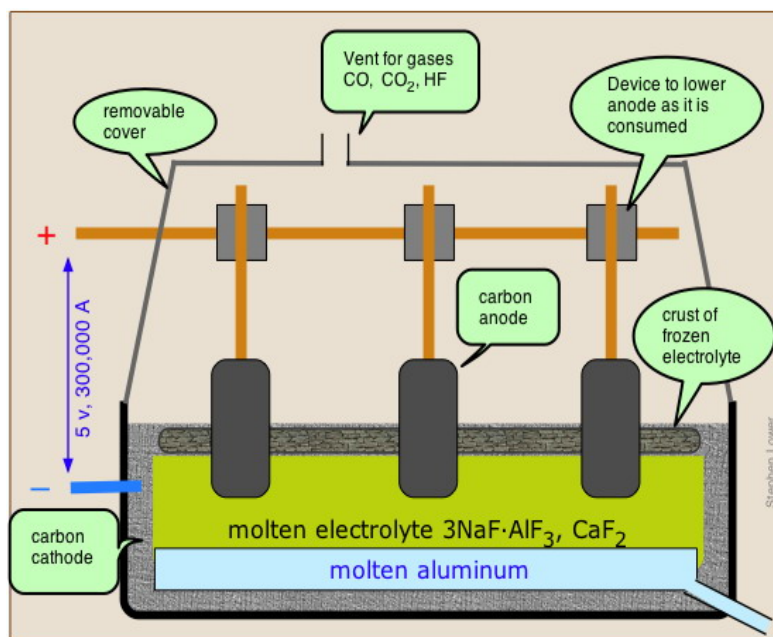 Vent for gases
CO, CO₂, HF
Device to lower
anode as it is
consumed
removable
cover
+
carbon
anode
crust of
frozen
electrolyte
5 v, 300,000 A
–
molten electrolyte 3NaF·AlF₃, CaF₂
carbon
cathode
molten aluminum
Stephen Lower